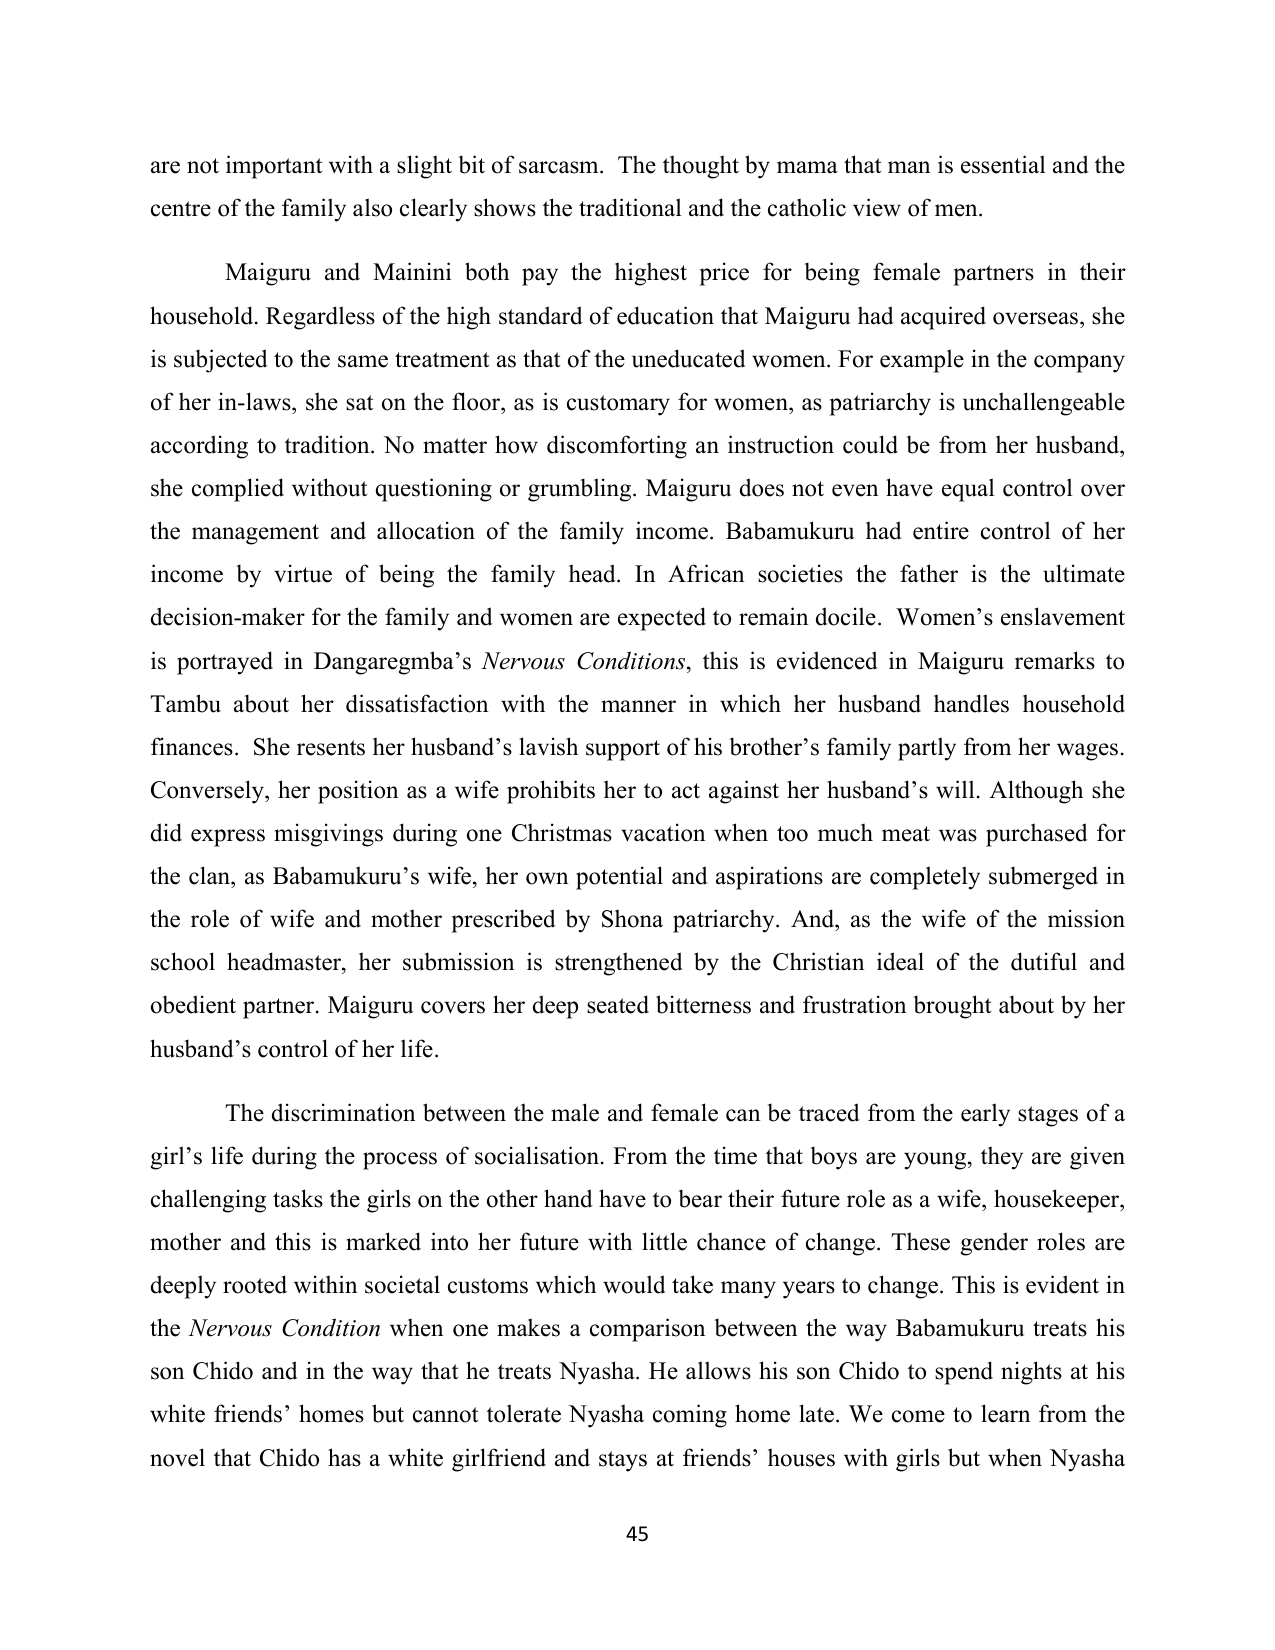 are not important with a slight bit of sarcasm.  The thought by mama that man is essential and the
centre of the family also clearly shows the traditional and the catholic view of men.
Maiguru and Mainini both pay the highest price for being female partners in their
household. Regardless of the high standard of education that Maiguru had acquired overseas, she
is subjected to the same treatment as that of the uneducated women. For example in the company
of her in-laws, she sat on the floor, as is customary for women, as patriarchy is unchallengeable
according to tradition. No matter how discomforting an instruction could be from her husband,
she complied without questioning or grumbling. Maiguru does not even have equal control over
the management and allocation of the family income. Babamukuru had entire control of her
income by virtue of being the family head. In African societies the father is the ultimate
decision-maker for the family and women are expected to remain docile.  Women’s enslavement
is portrayed in Dangaregmba’s Nervous Conditions, this is evidenced in Maiguru remarks to
Tambu about her dissatisfaction with the manner in which her husband handles household
finances.  She resents her husband’s lavish support of his brother’s family partly from her wages.
Conversely, her position as a wife prohibits her to act against her husband’s will. Although she
did express misgivings during one Christmas vacation when too much meat was purchased for
the clan, as Babamukuru’s wife, her own potential and aspirations are completely submerged in
the role of wife and mother prescribed by Shona patriarchy. And, as the wife of the mission
school headmaster, her submission is strengthened by the Christian ideal of the dutiful and
obedient partner. Maiguru covers her deep seated bitterness and frustration brought about by her
husband’s control of her life.
The discrimination between the male and female can be traced from the early stages of a
girl’s life during the process of socialisation. From the time that boys are young, they are given
challenging tasks the girls on the other hand have to bear their future role as a wife, housekeeper,
mother and this is marked into her future with little chance of change. These gender roles are
deeply rooted within societal customs which would take many years to change. This is evident in
the Nervous Condition when one makes a comparison between the way Babamukuru treats his
son Chido and in the way that he treats Nyasha. He allows his son Chido to spend nights at his
white friends’ homes but cannot tolerate Nyasha coming home late. We come to learn from the
novel that Chido has a white girlfriend and stays at friends’ houses with girls but when Nyasha
45